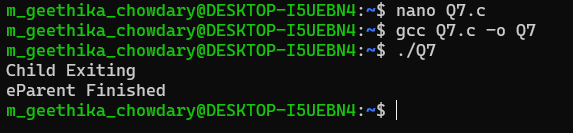 m_geethika_chowdary@DESKTOP-I5UEBN4:~$ nano Q7.c
m_geethika_chowdary@DESKTOP-I5UEBN4:~$ gcc Q7.c -o Q7
m_geethika_chowdary@DESKTOP-I5UEBN4:~$ ./Q7
Child Exiting
eParent Finished
m_geethika_chowdary@DESKTOP-I5UEBN4:~$